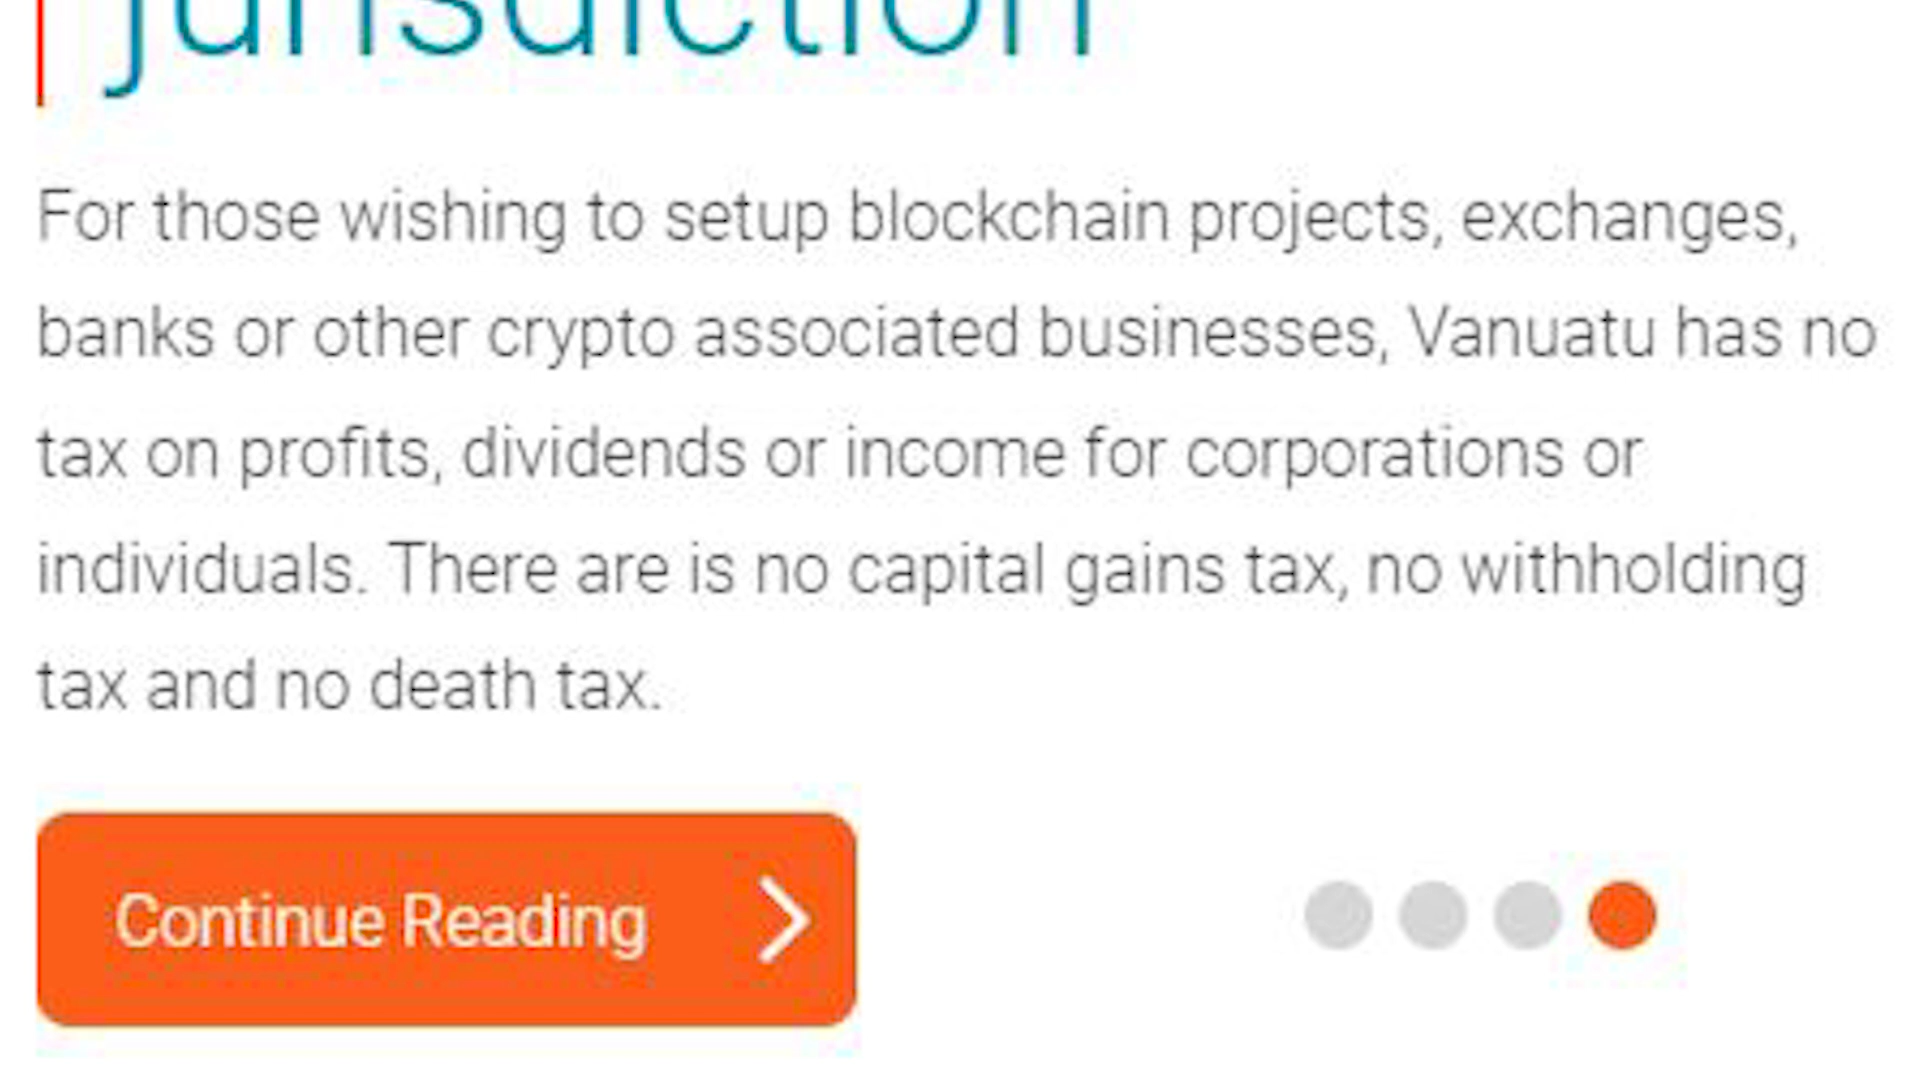 jurisdiction
For those wishing to setup blockchain projects, exchanges,
banks or other crypto associated businesses, Vanuatu has no
tax on profits, dividends or income for corporations or
individuals. There are is no capital gains tax, no withholding
tax and no death tax.
Continue Reading